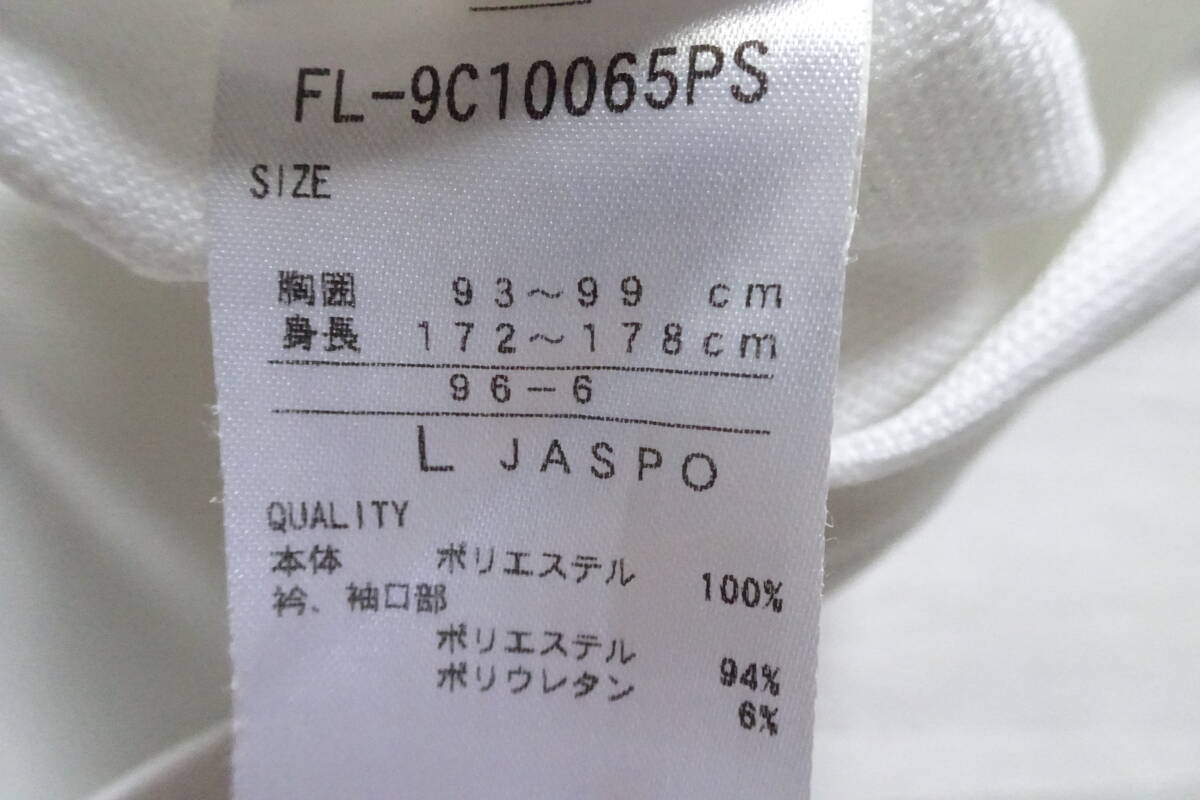 FL-9C10065PS
SIZE
胸囲 93～99 cm
身長 172～178cm
96-6
L JASPO
QUALITY
本体 ポリエステル 100%
衿、袖口部
ポリエステル 94%
ポリウレタン 6%